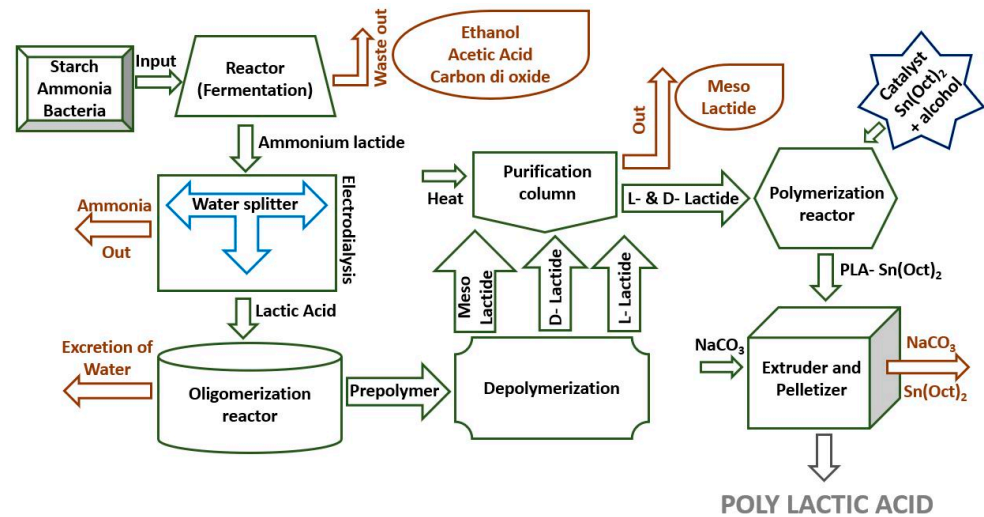 Starch
Ammonia
Bacteria
Input
Reactor
(Fermentation)
Waste out
Ethanol
Acetic Acid
Carbon di oxide
Ammonium lactide
Water splitter
Electrodialysis
Ammonia
Out
Lactic Acid
Excretion of
Water
Oligomerization
reactor
Prepolymer
Depolymerization
Meso
Lactide
D- Lactide
L- Lactide
Heat
Purification
column
Out
Meso
Lactide
L- & D- Lactide
Catalyst
Sn(Oct)₂
+ alcohol
Polymerization
reactor
PLA- Sn(Oct)₂
NaCO₃
Extruder and
Pelletizer
NaCO₃
Sn(Oct)₂
POLY LACTIC ACID